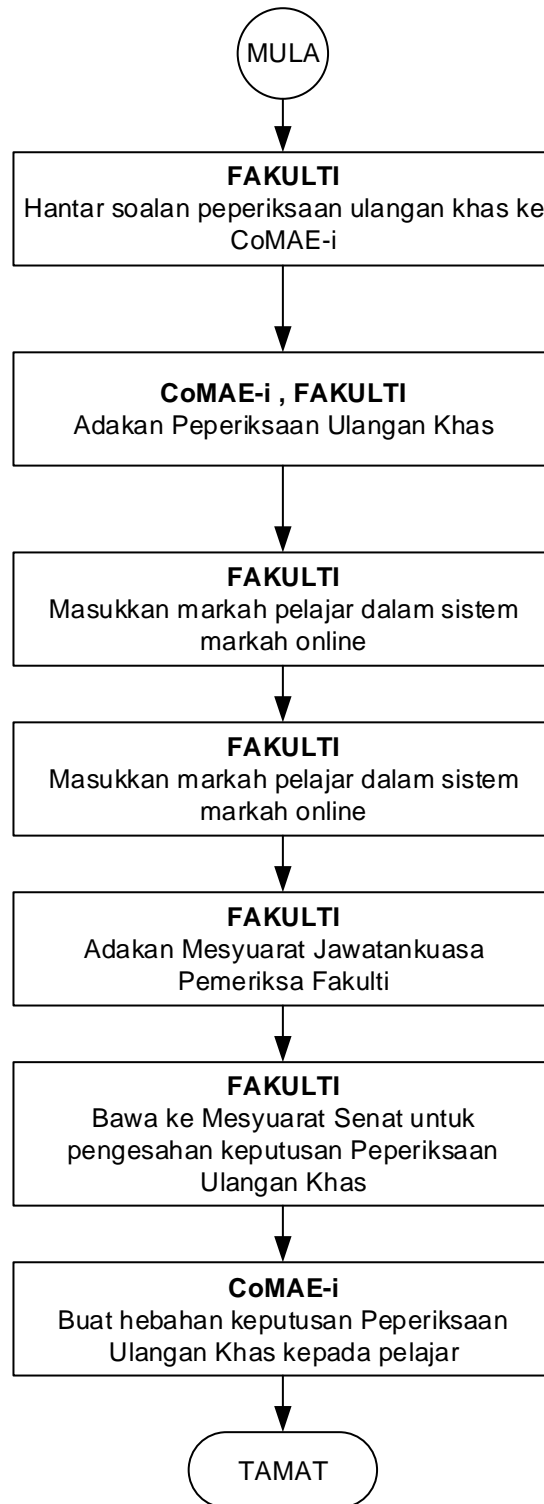 MULA
FAKULTI
Hantar soalan peperiksaan ulangan khas ke
CoMAE-i
CoMAE-i , FAKULTI
Adakan Peperiksaan Ulangan Khas
FAKULTI
Masukkan markah pelajar dalam sistem
markah online
FAKULTI
Masukkan markah pelajar dalam sistem
markah online
FAKULTI
Adakan Mesyuarat Jawatankuasa
Pemeriksa Fakulti
FAKULTI
Bawa ke Mesyuarat Senat untuk
pengesahan keputusan Peperiksaan
Ulangan Khas
CoMAE-i
Buat hebahan keputusan Peperiksaan
Ulangan Khas kepada pelajar
TAMAT